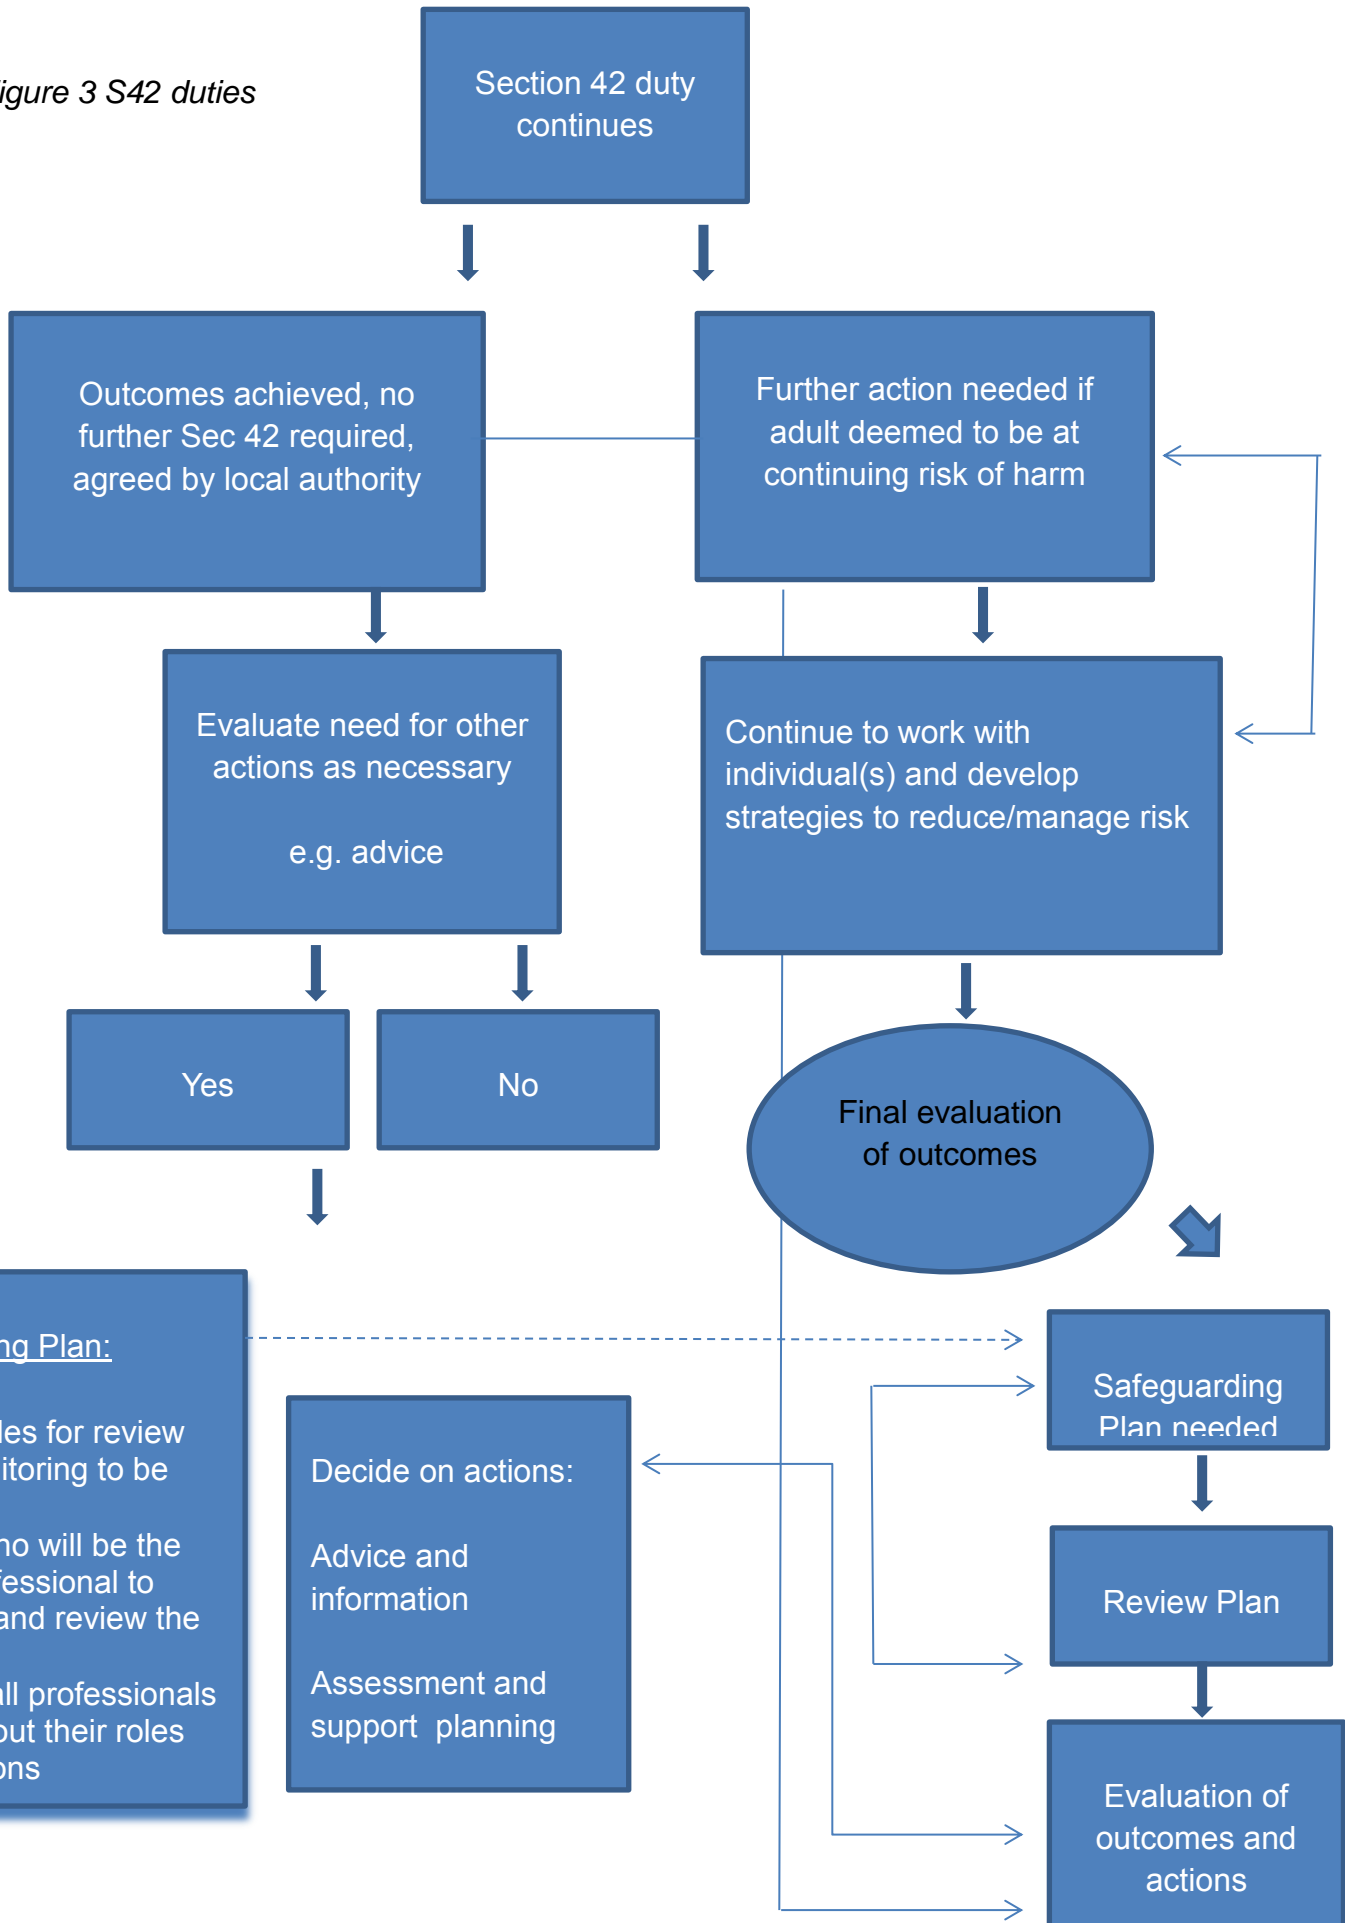 igure 3 S42 duties
Section 42 duty
continues
Outcomes achieved, no
further Sec 42 required,
agreed by local authority
Further action needed if
adult deemed to be at
continuing risk of harm
Evaluate need for other
actions as necessary
e.g. advice
Continue to work with
individual(s) and develop
strategies to reduce/manage risk
Yes
No
Final evaluation
of outcomes
ng Plan:
les for review
itoring to be
ho will be the
fessional to
and review the
all professionals
out their roles
ons
Decide on actions:
Advice and
information
Assessment and
support planning
Safeguarding
Plan needed
Review Plan
Evaluation of
outcomes and
actions